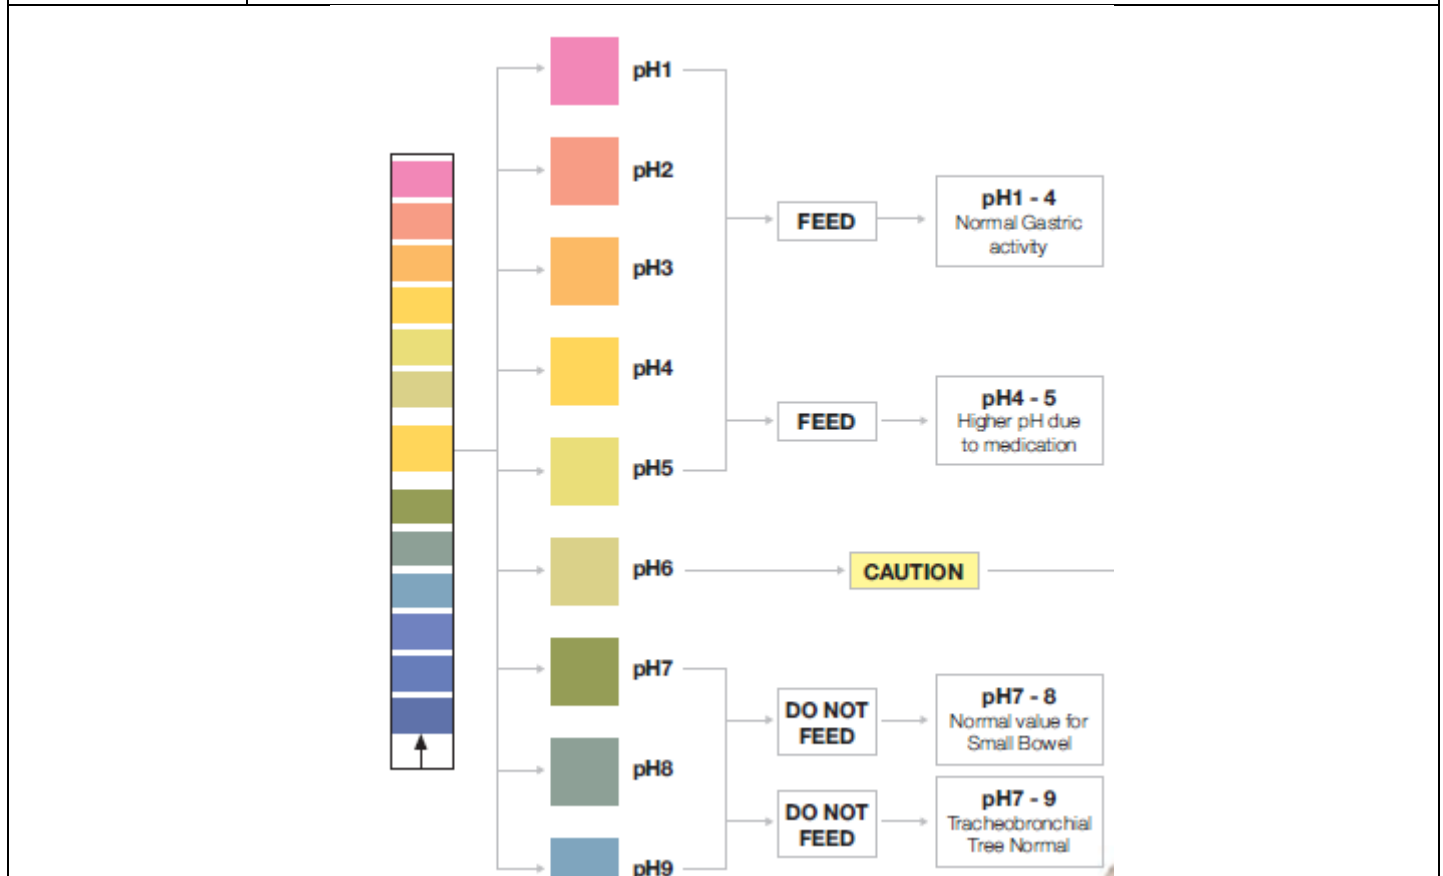 pH1
pH2
pH3
pH4
pH5
pH6
pH7
pH8
pH9
FEED
pH1 - 4
Normal Gastric
activity
FEED
pH4 - 5
Higher pH due
to medication
CAUTION
DO NOT
FEED
pH7 - 8
Normal value for
Small Bowel
DO NOT
FEED
pH7 - 9
Tracheobronchial
Tree Normal